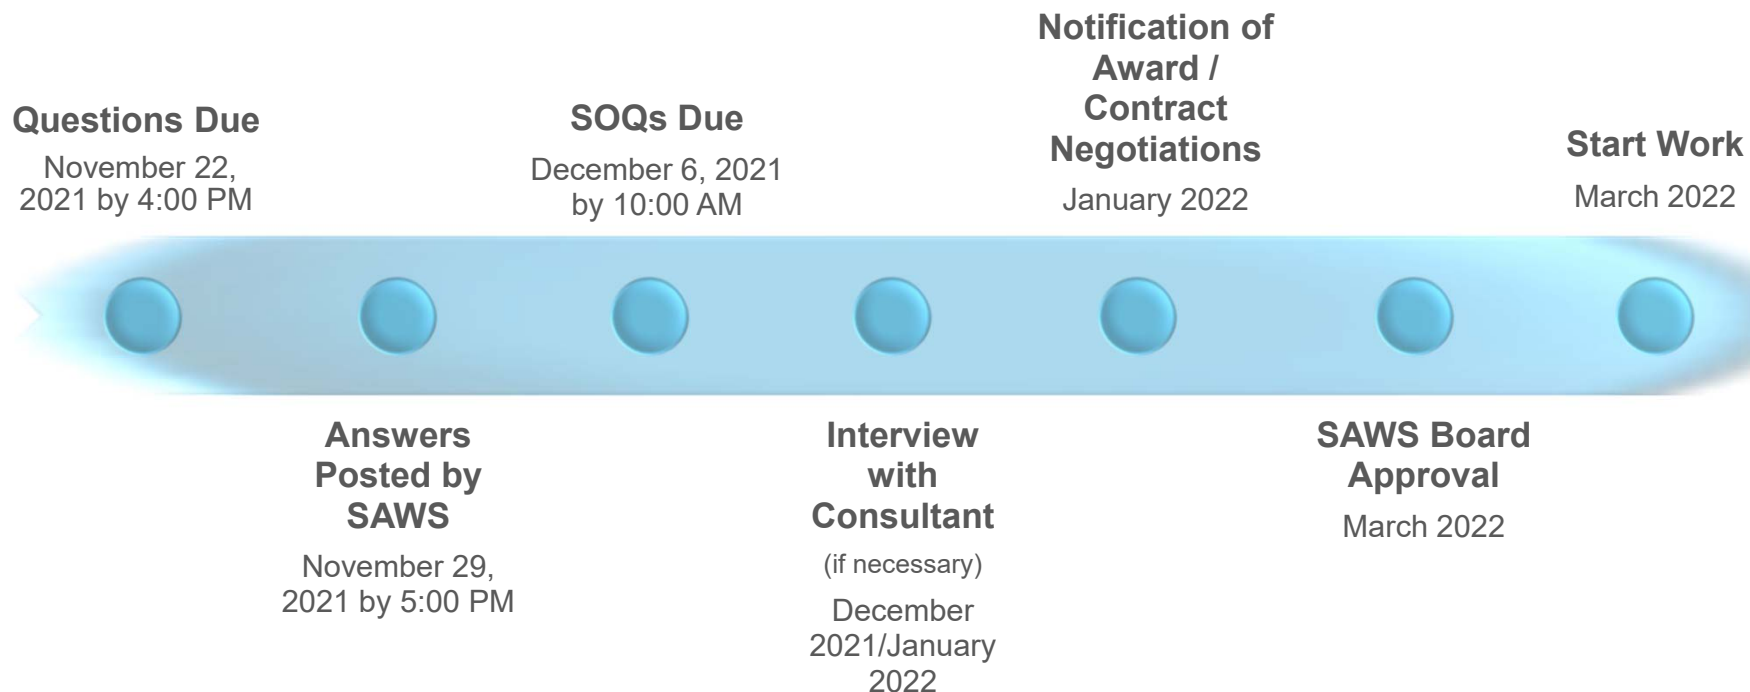 Questions Due
November 22,
2021 by 4:00 PM
Answers
Posted by
SAWS
November 29,
2021 by 5:00 PM
SOQs Due
December 6, 2021
by 10:00 AM
Interview
with
Consultant
(if necessary)
December
2021/January
2022
Notification of
Award /
Contract
Negotiations
January 2022
SAWS Board
Approval
March 2022
Start Work
March 2022